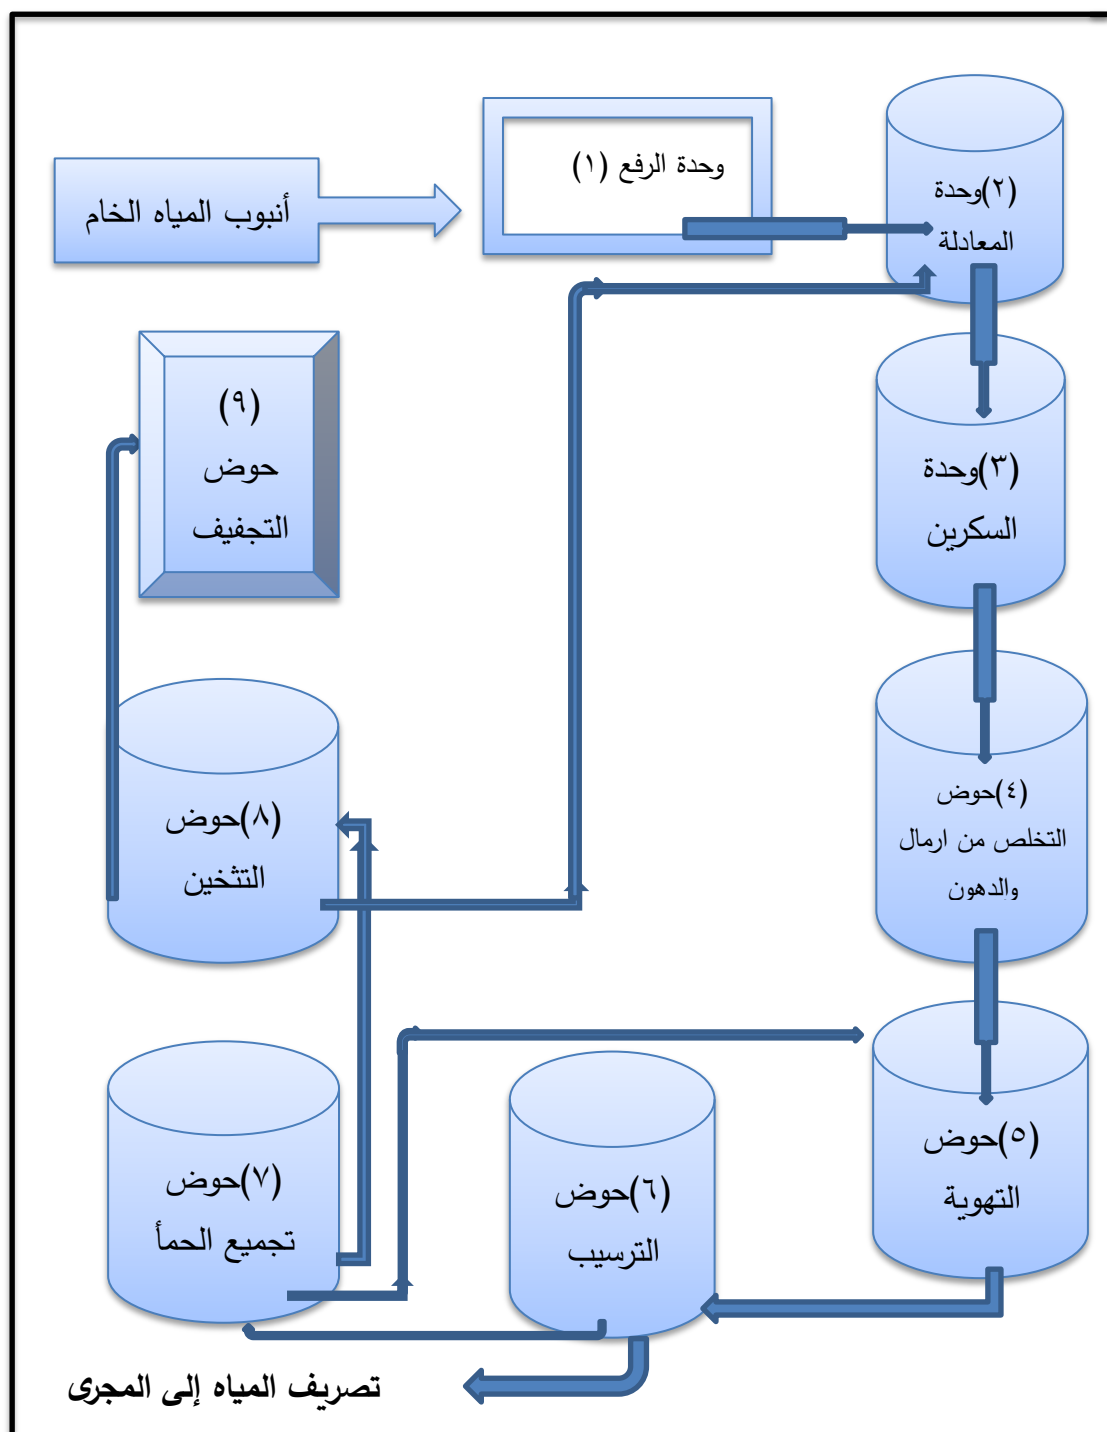 أنبوب المياه الخام
وحدة الرفع (١)
(٢)وحدة
المعادلة
(٣)وحدة
السكرين
(٤)حوض
التخلص من ارمال
والدهون
(٥)حوض
التهوية
(٦)حوض
الترسيب
(٧)حوض
تجميع الحمأ
(٨)حوض
التثخين
(٩)
حوض
التجفيف
تصريف المياه إلى المجرى